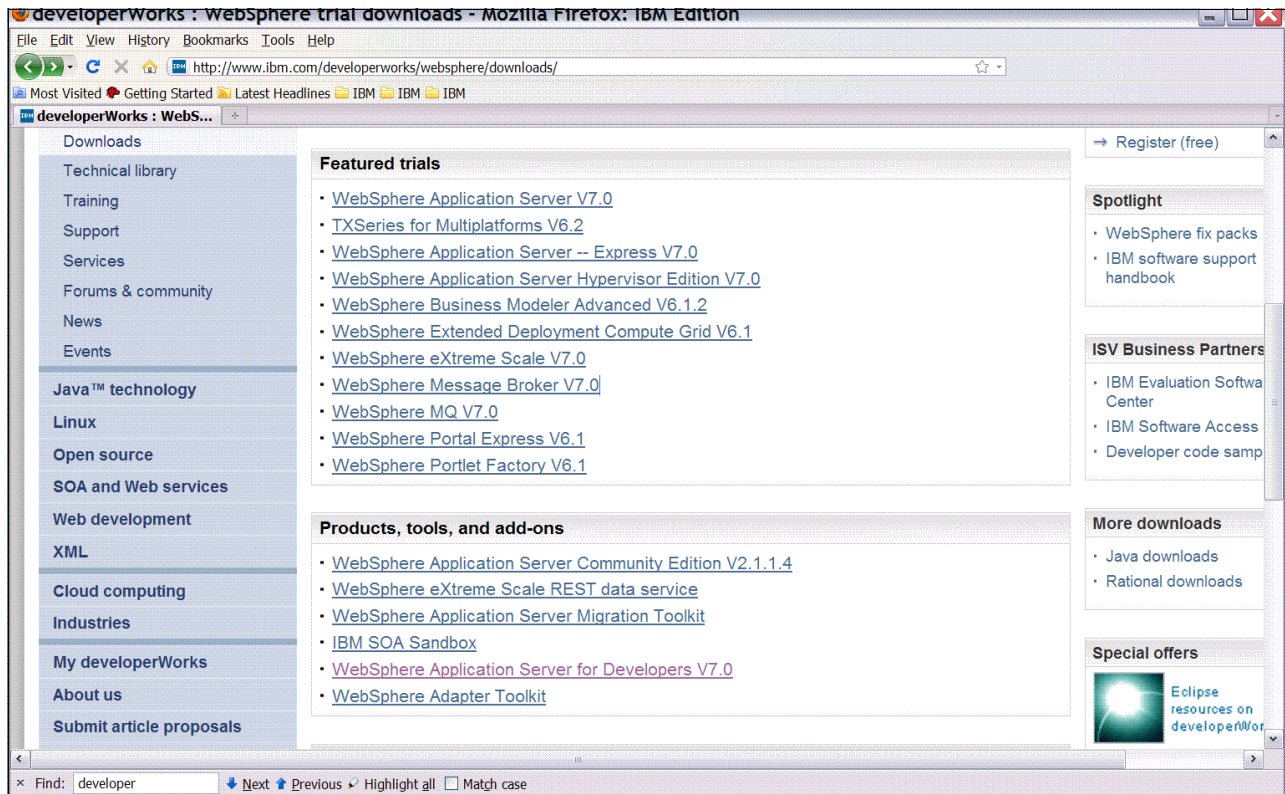 developerWorks : WebSphere trial downloads - Mozilla Firefox: IBM Edition
File Edit View History Bookmarks Tools Help
http://www.ibm.com/developerworks/websphere/downloads/
Most Visited Getting Started Latest Headlines IBM IBM IBM
developerWorks : WebS...
Downloads
Technical library
Training
Support
Services
Forums & community
News
Events
Java™ technology
Linux
Open source
SOA and Web services
Web development
XML
Cloud computing
Industries
My developerWorks
About us
Submit article proposals
Featured trials
WebSphere Application Server V7.0
TXSeries for Multiplatforms V6.2
WebSphere Application Server -- Express V7.0
WebSphere Application Server Hypervisor Edition V7.0
WebSphere Business Modeler Advanced V6.1.2
WebSphere Extended Deployment Compute Grid V6.1
WebSphere eXtreme Scale V7.0
WebSphere Message Broker V7.0
WebSphere MQ V7.0
WebSphere Portal Express V6.1
WebSphere Portlet Factory V6.1
Products, tools, and add-ons
WebSphere Application Server Community Edition V2.1.1.4
WebSphere eXtreme Scale REST data service
WebSphere Application Server Migration Toolkit
IBM SOA Sandbox
WebSphere Application Server for Developers V7.0
WebSphere Adapter Toolkit
→ Register (free)
Spotlight
WebSphere fix packs
IBM software support
handbook
ISV Business Partners
IBM Evaluation Softwa
Center
IBM Software Access
Developer code samp
More downloads
Java downloads
Rational downloads
Special offers
Eclipse
resources on
developerWor
× Find: developer Next Previous Highlight all Match case